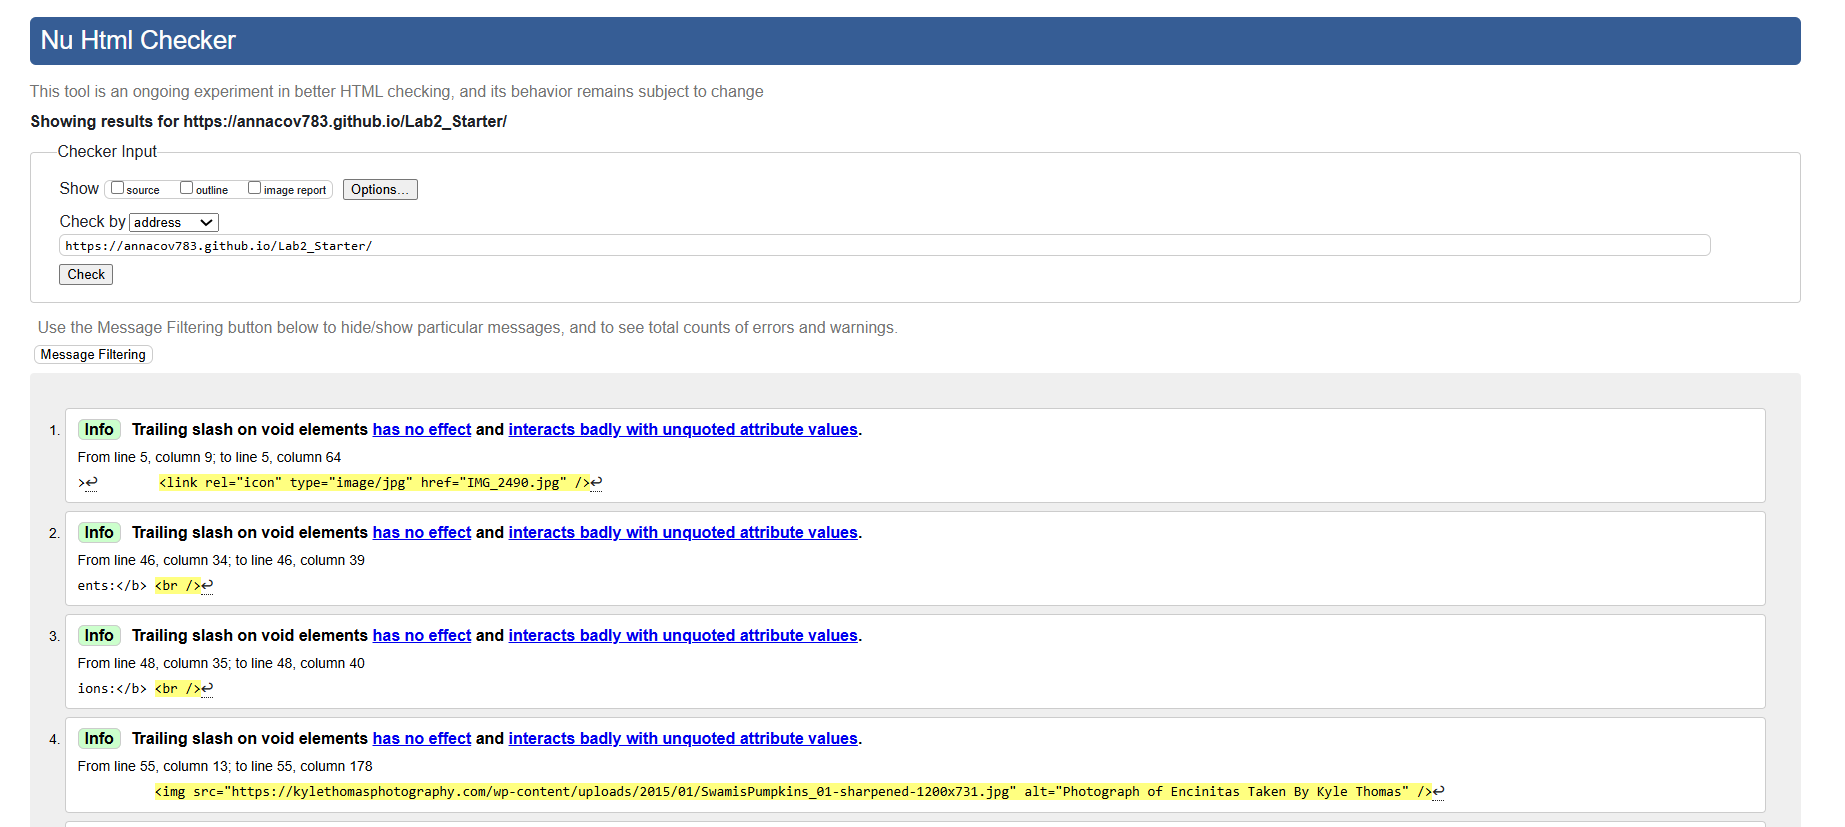 Nu Html Checker
This tool is an ongoing experiment in better HTML checking, and its behavior remains subject to change
Showing results for https://annacov783.github.io/Lab2_Starter/
Checker Input
Show source outline image report Options...
Check by address
https://annacov783.github.io/Lab2_Starter/
Check
Use the Message Filtering button below to hide/show particular messages, and to see total counts of errors and warnings.
Message Filtering
1. Info Trailing slash on void elements has no effect and interacts badly with unquoted attribute values.
From line 5, column 9; to line 5, column 64
>↩ <link rel="icon" type="image/jpg" href="IMG_2490.jpg" />↩
2. Info Trailing slash on void elements has no effect and interacts badly with unquoted attribute values.
From line 46, column 34; to line 46, column 39
ents:</b> <br />↩
3. Info Trailing slash on void elements has no effect and interacts badly with unquoted attribute values.
From line 48, column 35; to line 48, column 40
ions:</b> <br />↩
4. Info Trailing slash on void elements has no effect and interacts badly with unquoted attribute values.
From line 55, column 13; to line 55, column 178
<img src="https://kylethomasphotography.com/wp-content/uploads/2015/01/SwamisPumpkins_01-sharpened-1200x731.jpg" alt="Photograph of Encinitas Taken By Kyle Thomas" />↩